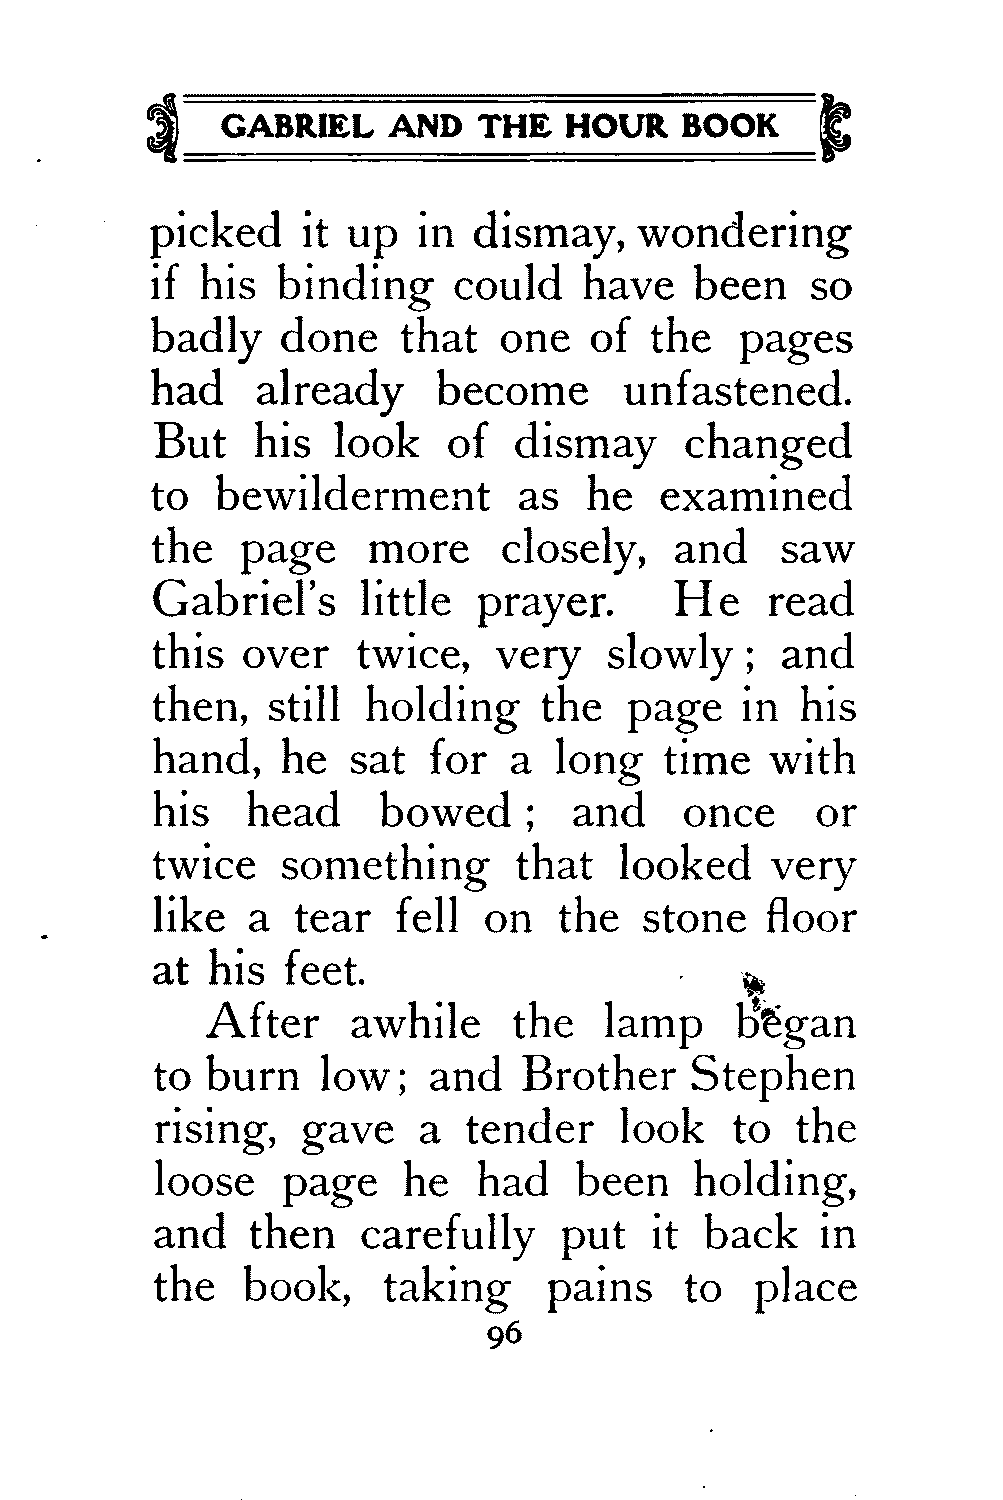 GABRIEL AND THE HOUR BOOK
picked it up in dismay, wondering
if his binding could have been so
badly done that one of the pages
had already become unfastened.
But his look of dismay changed
to bewilderment as he examined
the page more closely, and saw
Gabriel's little prayer. He read
this over twice, very slowly; and
then, still holding the page in his
hand, he sat for a long time with
his head bowed; and once or
twice something that looked very
like a tear fell on the stone floor
at his feet.
After awhile the lamp began
to burn low; and Brother Stephen
rising, gave a tender look to the
loose page he had been holding,
and then carefully put it back in
the book, taking pains to place
96